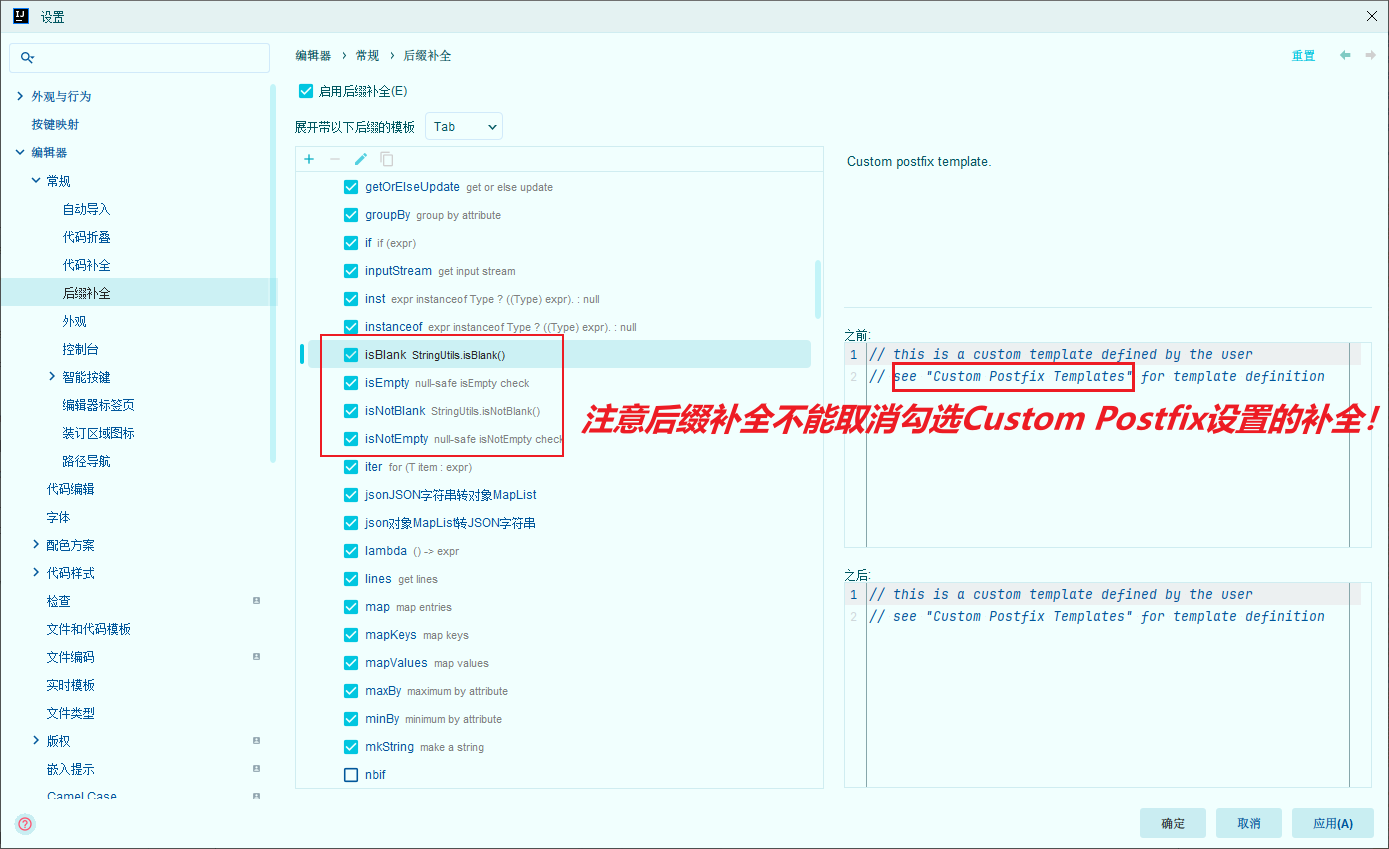 设置
编辑器 › 常规 › 后缀补全
重置
外观与行为
按键映射
编辑器
常规
自动导入
代码折叠
代码补全
后缀补全
外观
控制台
智能按键
编辑器标签页
装订区域图标
路径导航
代码编辑
字体
配色方案
代码样式
检查
文件和代码模板
文件编码
实时模板
文件类型
版权
嵌入提示
Camel Case
启用后缀补全(E)
展开带以下后缀的模板 Tab
getOrElseUpdate get or else update
groupBy group by attribute
if if (expr)
inputStream get input stream
inst expr instanceof Type ? ((Type) expr). : null
instanceof expr instanceof Type ? ((Type) expr). : null
isBlank StringUtils.isBlank()
isEmpty null-safe isEmpty check
isNotBlank StringUtils.isNotBlank()
isNotEmpty null-safe isNotEmpty check
iter for (T item : expr)
jsonJSON字符串转对象MapList
json对象MapList转JSON字符串
lambda () -> expr
lines get lines
map map entries
mapKeys map keys
mapValues map values
maxBy maximum by attribute
minBy minimum by attribute
mkString make a string
nbif
Custom postfix template.
之前:
1 // this is a custom template defined by the user
2 // see "Custom Postfix Templates" for template definition
注意后缀补全不能取消勾选Custom Postfix设置的补全!
之后:
1 // this is a custom template defined by the user
2 // see "Custom Postfix Templates" for template definition
确定
取消
应用(A)